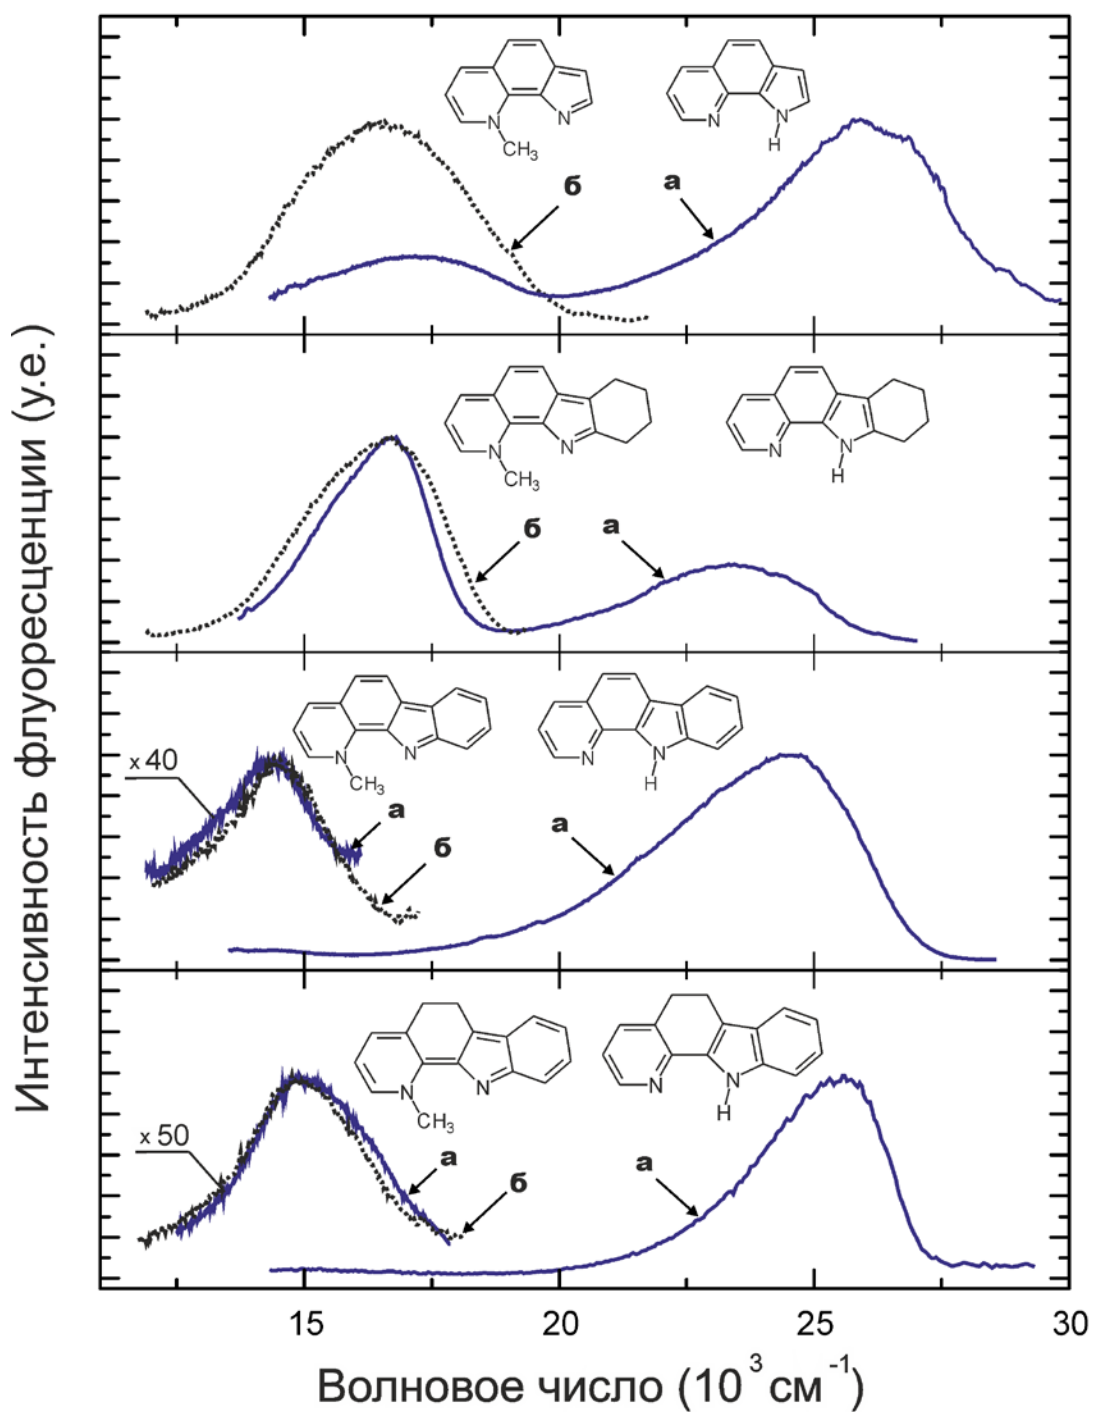 Интенсивность флуоресценции (у.е.)
N
CH3
N
N
N
H
б
а
N
CH3
N
N
N
H
б
а
N
CH3
N
N
N
H
x 40
а
б
а
N
CH3
N
N
N
H
x 50
а
б
а
15 20 25 30
Волновое число (10 3 см -1)